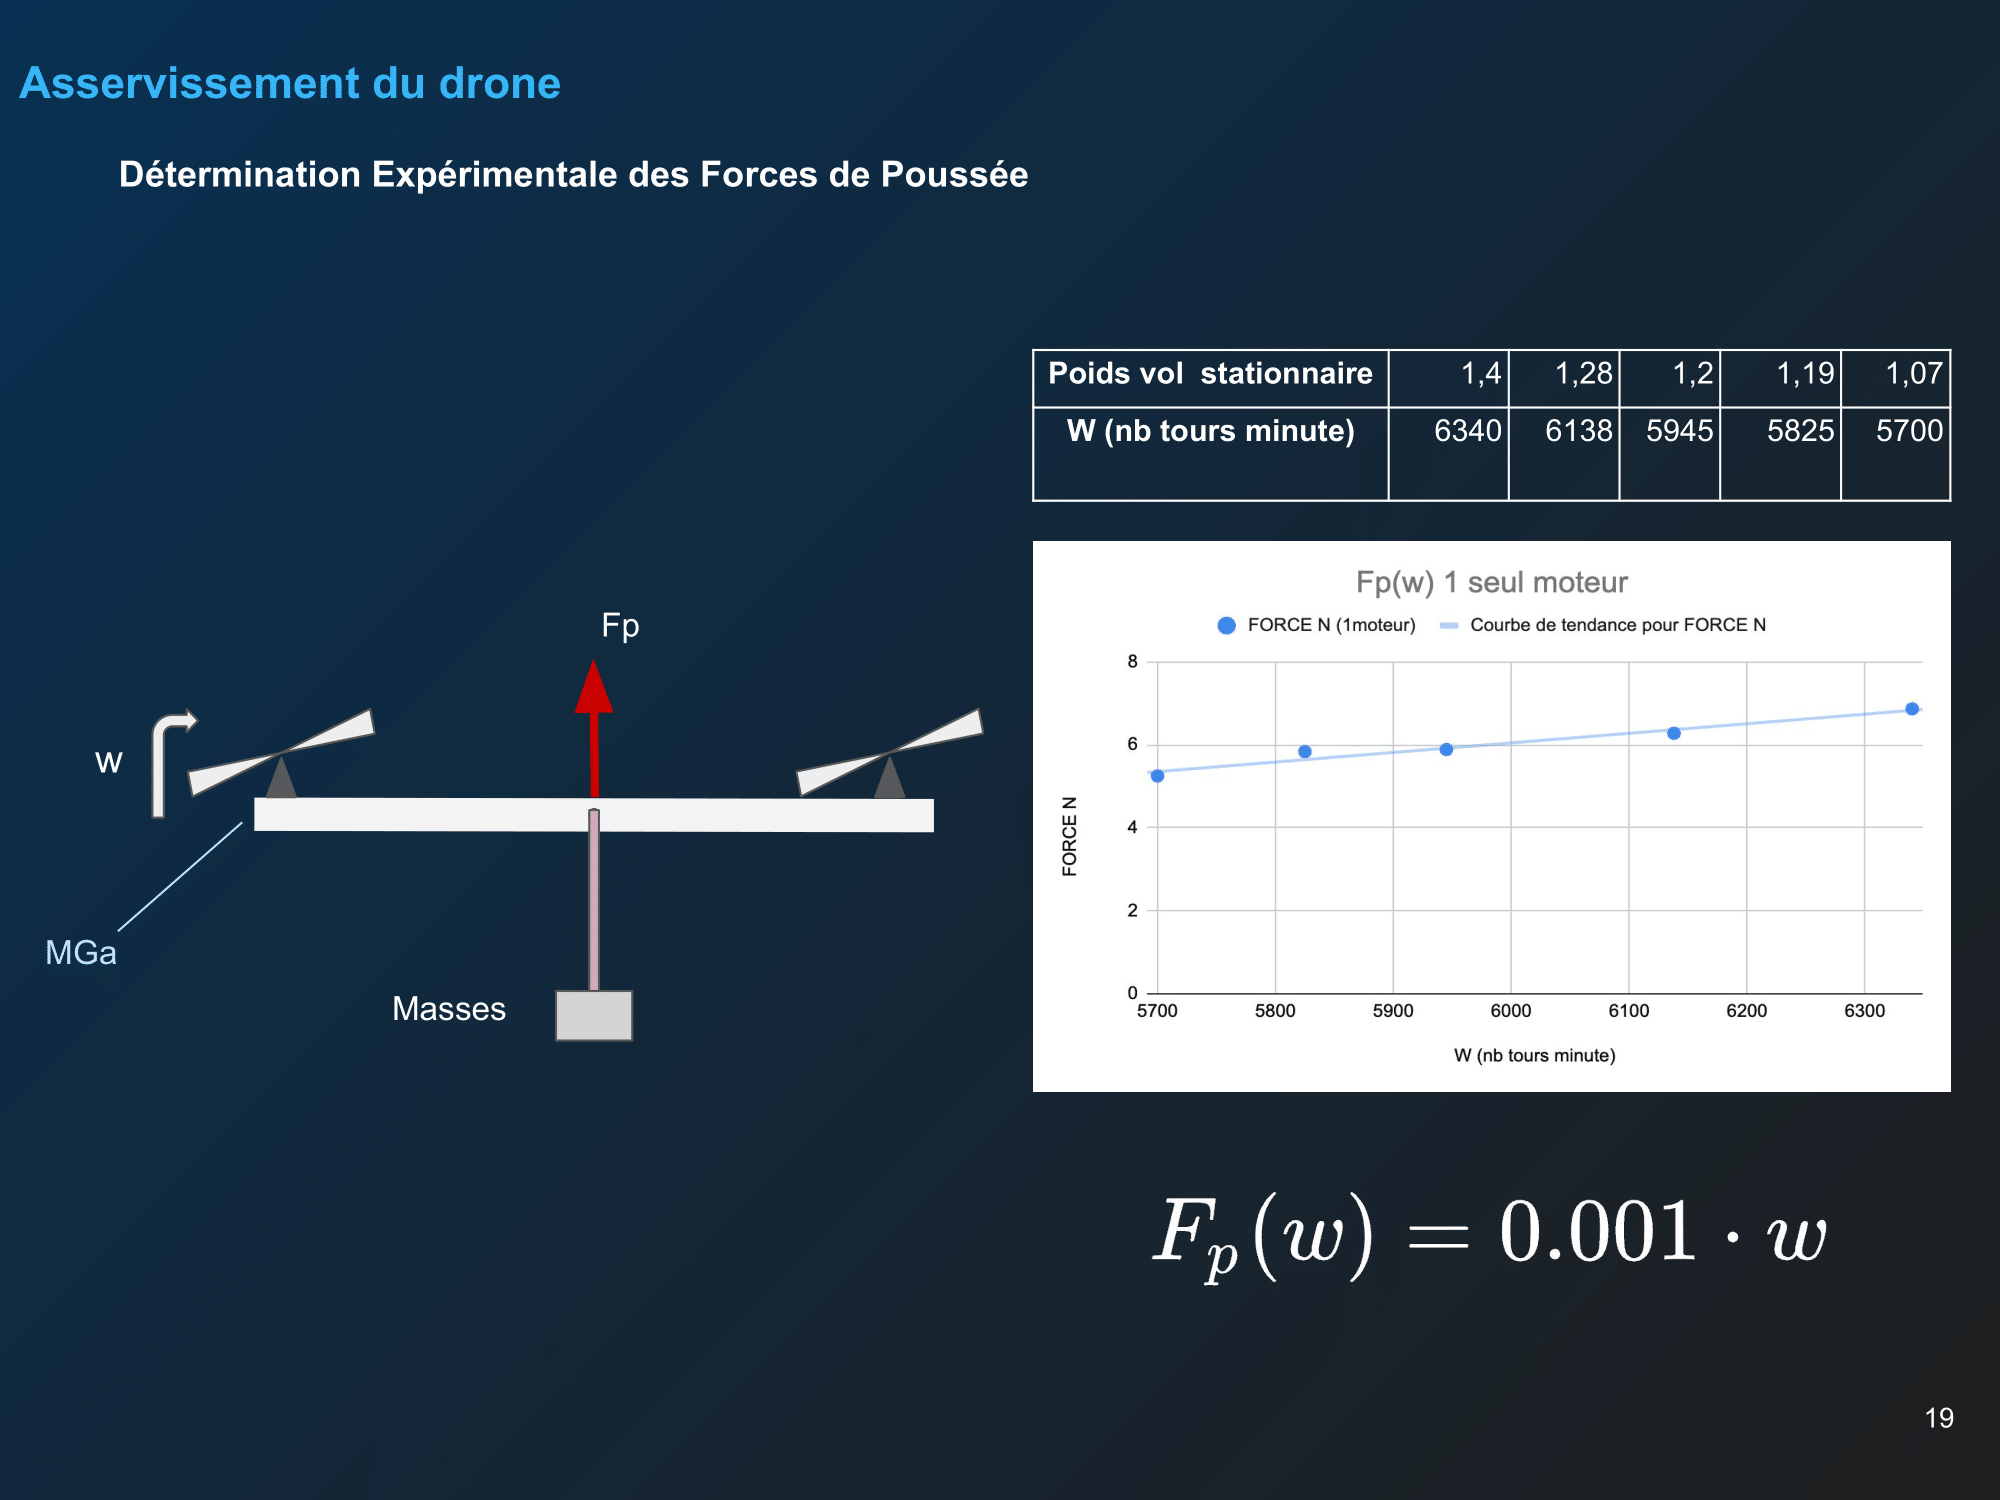 Asservissement du drone
Détermination Expérimentale des Forces de Poussée
Poids vol stationnaire 1,4 1,28 1,2 1,19 1,07
W (nb tours minute) 6340 6138 5945 5825 5700
Fp
w
MGa
Masses
Fp(w) 1 seul moteur
FORCE N (1moteur) Courbe de tendance pour FORCE N
8
6
4
2
0
FORCE N
5700 5800 5900 6000 6100 6200 6300
W (nb tours minute)
F_p(w) = 0.001 · w
19